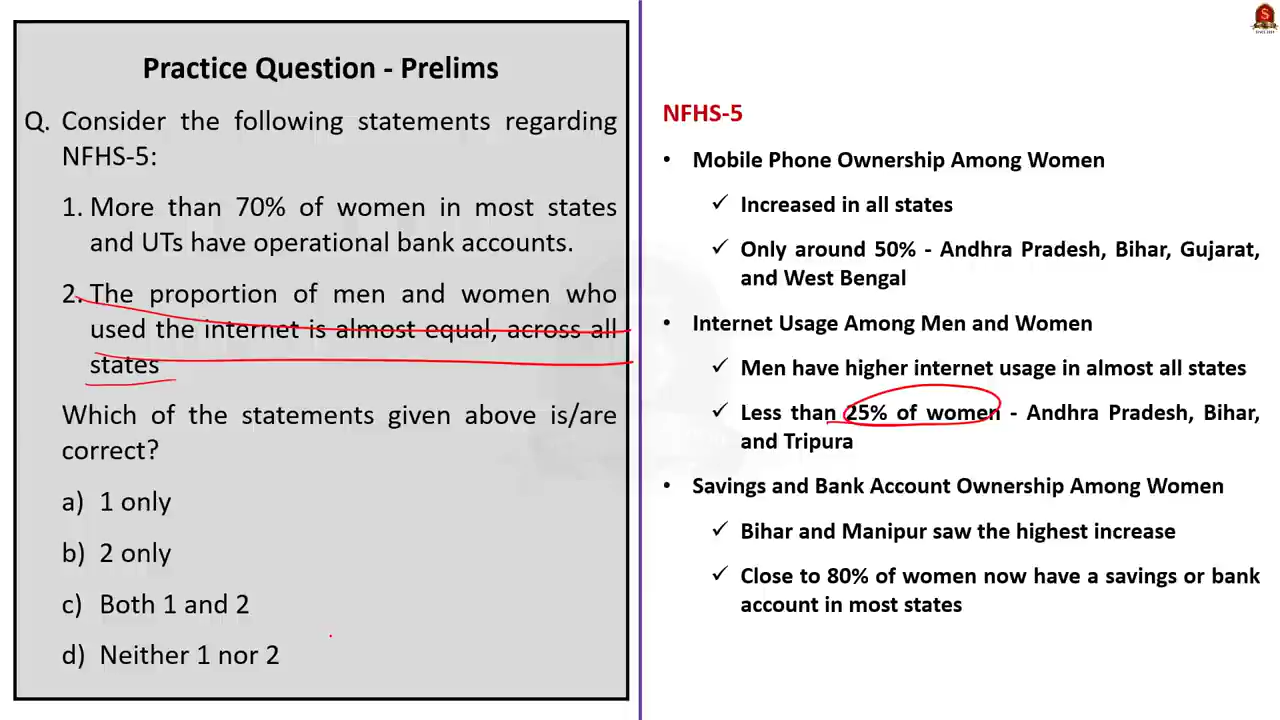 Practice Question - Prelims
Q. Consider the following statements regarding
NFHS-5:
1. More than 70% of women in most states
and UTs have operational bank accounts.
2. The proportion of men and women who
used the internet is almost equal, across all
states
Which of the statements given above is/are
correct?
a) 1 only
b) 2 only
c) Both 1 and 2
d) Neither 1 nor 2
NFHS-5
• Mobile Phone Ownership Among Women
✓ Increased in all states
✓ Only around 50% - Andhra Pradesh, Bihar, Gujarat,
and West Bengal
• Internet Usage Among Men and Women
✓ Men have higher internet usage in almost all states
✓ Less than 25% of women - Andhra Pradesh, Bihar,
and Tripura
• Savings and Bank Account Ownership Among Women
✓ Bihar and Manipur saw the highest increase
✓ Close to 80% of women now have a savings or bank
account in most states